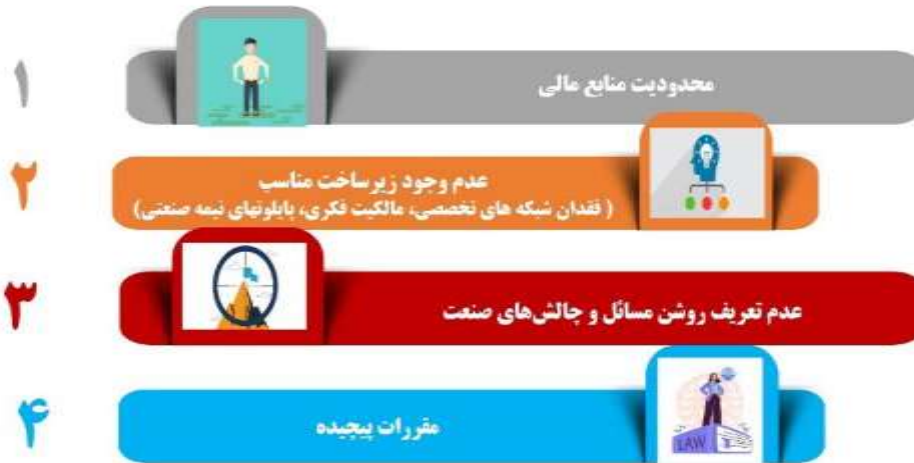 ۱
محدودیت منابع مالی
۲
عدم وجود زیرساخت مناسب
( فقدان شبکه های تخصصی، مالکیت فکری، پایلوتهای نیمه صنعتی)
۳
عدم تعریف روشن مسائل و چالش‌های صنعت
۴
مقررات پیچیده
LAW